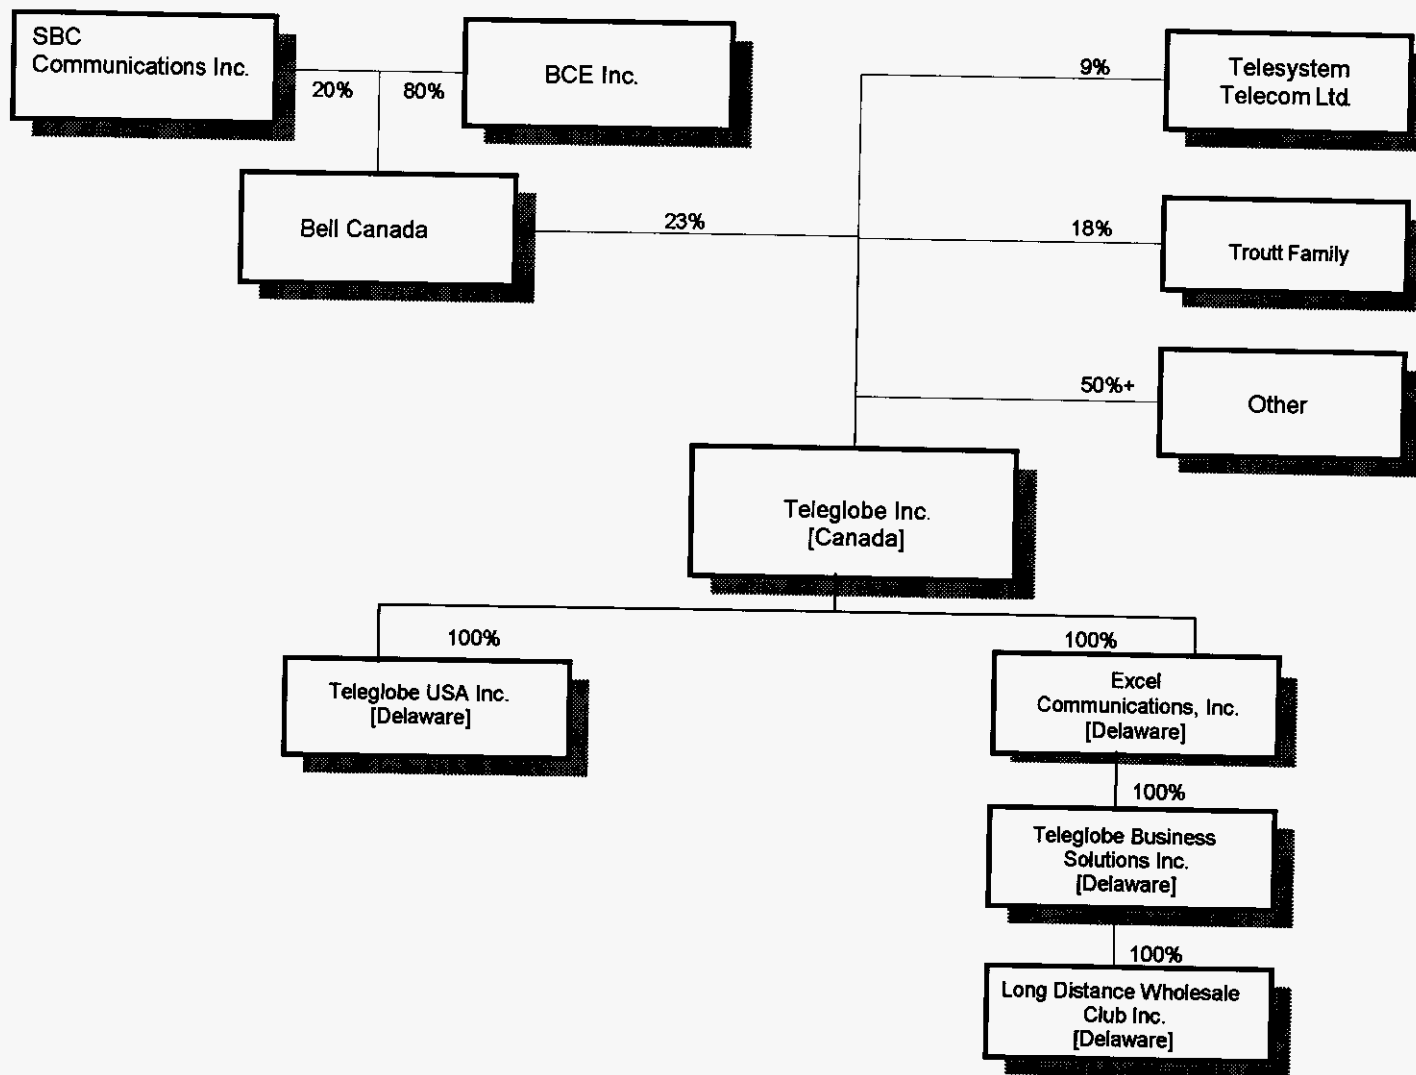 SBC
Communications Inc.
20%
80%
BCE Inc.
9%
Telesystem
Telecom Ltd.
Bell Canada
23%
18%
Troutt Family
50%+
Other
Teleglobe Inc.
[Canada]
100%
100%
Teleglobe USA Inc.
[Delaware]
Excel
Communications, Inc.
[Delaware]
100%
Teleglobe Business
Solutions Inc.
[Delaware]
100%
Long Distance Wholesale
Club Inc.
[Delaware]